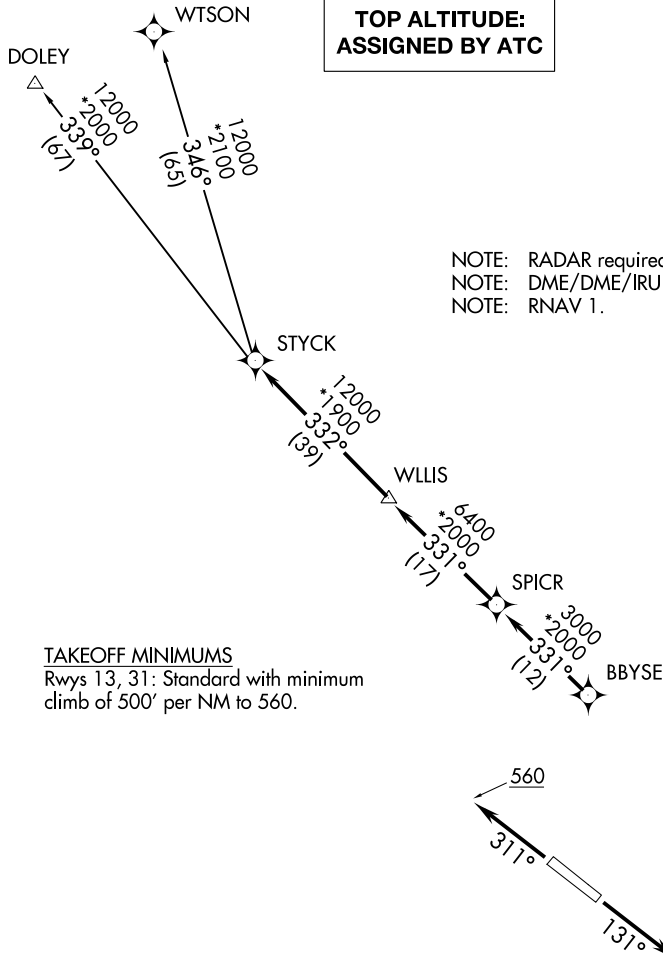 TOP ALTITUDE:
ASSIGNED BY ATC
WTSON
DOLEY
12000
*2000
339°
(67)
12000
*2100
346°
(65)
NOTE: RADAR required
NOTE: DME/DME/IRU
NOTE: RNAV 1.
STYCK
12000
*1900
332°
(39)
WLLIS
6400
*2000
331°
(17)
SPICR
3000
*2000
331°
(12)
BBYSE
TAKEOFF MINIMUMS
Rwys 13, 31: Standard with minimum
climb of 500' per NM to 560.
560
311°
131°